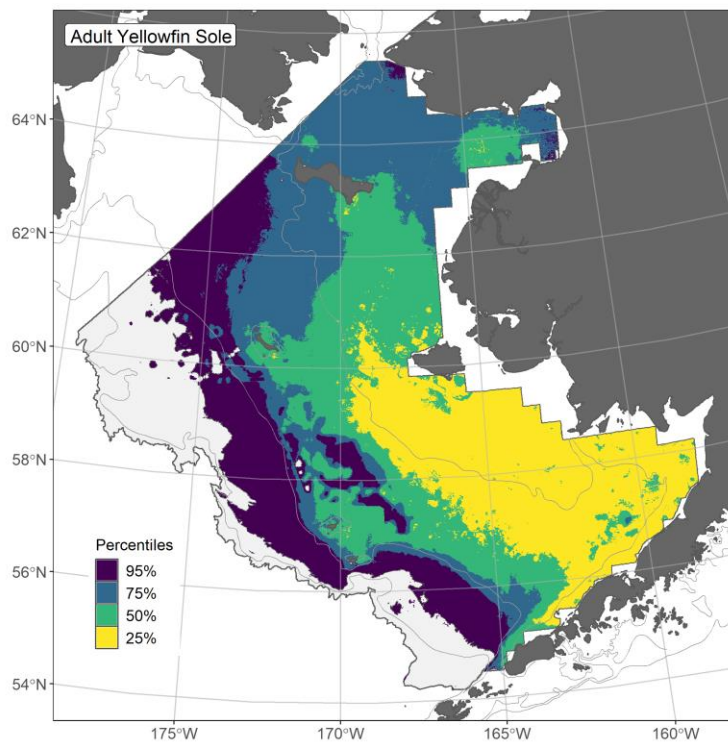 Adult Yellowfin Sole
64°N
62°N
60°N
58°N
56°N
54°N
Percentiles
95%
75%
50%
25%
175°W
170°W
165°W
160°W